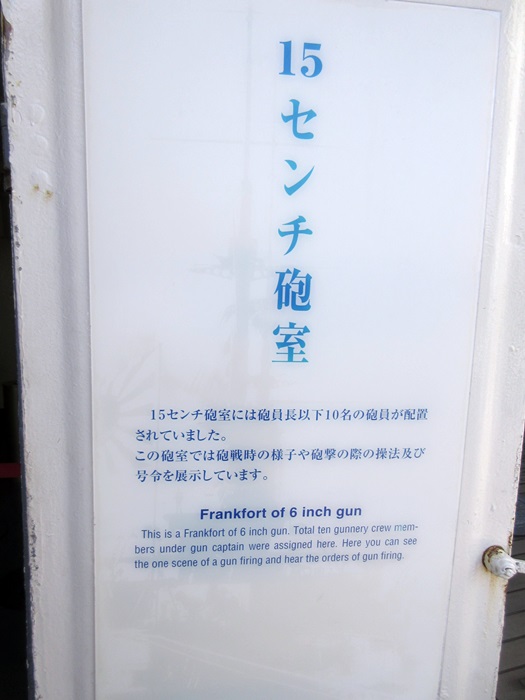 15センチ砲室
15センチ砲室には砲員長以下10名の砲員が配置
されていました。
この砲室では砲戦時の様子や砲撃の際の操法及び
号令を展示しています。
Frankfort of 6 inch gun
This is a Frankfort of 6 inch gun. Total ten gunnery crew mem-
bers under gun captain were assigned here. Here you can see
the one scene of a gun firing and hear the orders of gun firing.